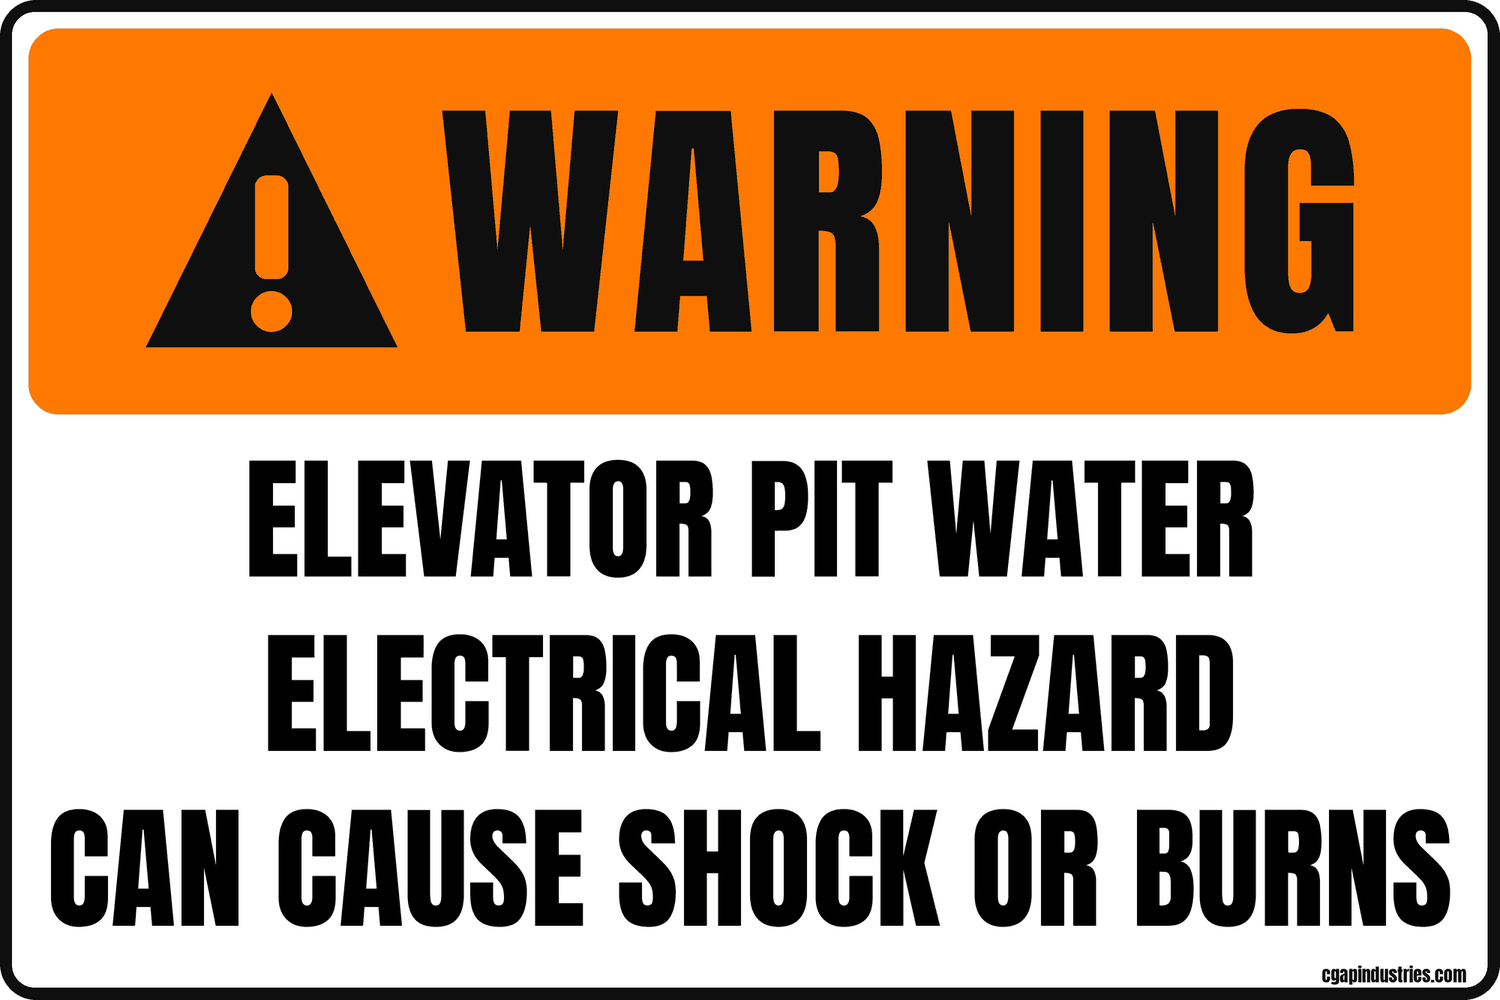 WARNING
ELEVATOR PIT WATER
ELECTRICAL HAZARD
CAN CAUSE SHOCK OR BURNS
cgapindustries.com